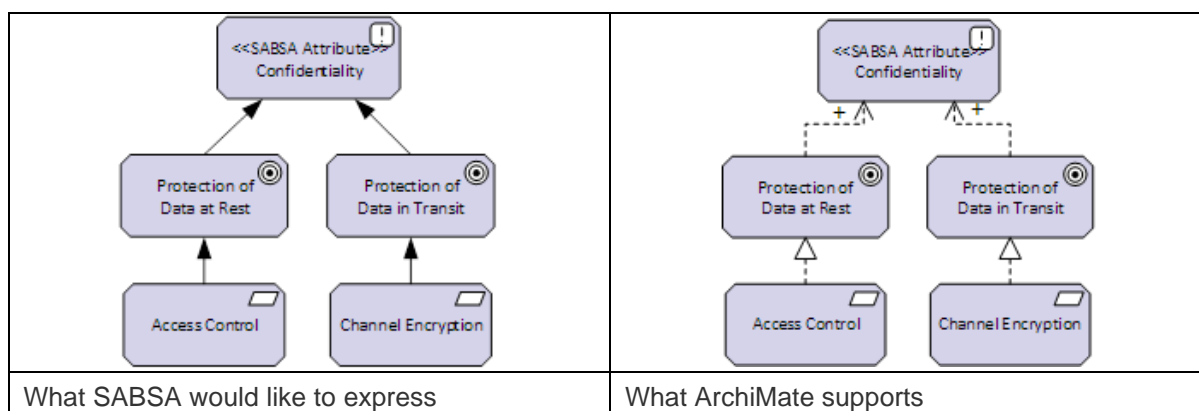 <<SABSA Attribute>>
Confidentiality
Protection of
Data at Rest
Protection of
Data in Transit
Access Control
Channel Encryption
What SABSA would like to express
<<SABSA Attribute>>
Confidentiality
+ +
Protection of
Data at Rest
Protection of
Data in Transit
Access Control
Channel Encryption
What ArchiMate supports